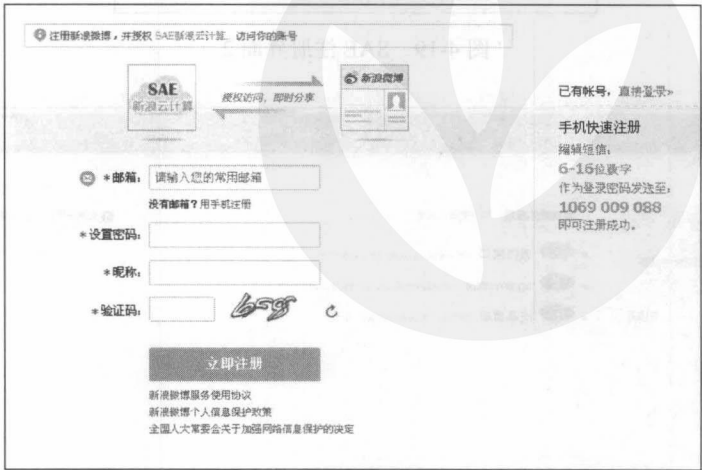 注册新浪微博,并授权 SAE新浪云计算 访问你的账号
SAE
新浪云计算
授权访问,即时分享
新浪微博
已有帐号,直接登录»
手机快速注册
编辑短信:
6-16位数字
作为登录密码发送至:
1069 009 088
即可注册成功。
*邮箱: 请输入您的常用邮箱
没有邮箱?用手机注册
*设置密码:
*昵称:
*验证码:
立即注册
新浪微博服务使用协议
新浪微博个人信息保护政策
全国人大常委会关于加强网络信息保护的决定